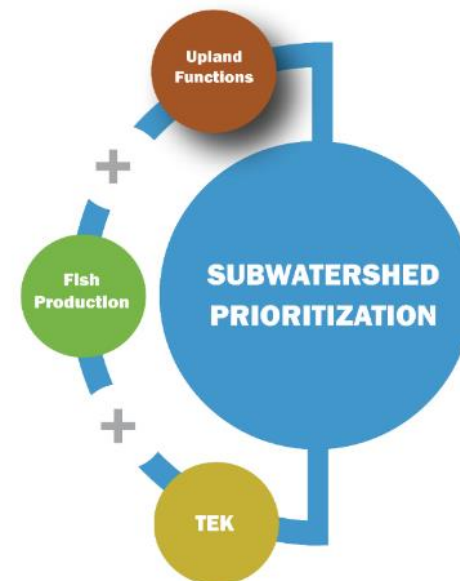 Upland
Functions
+
Fish
Production
SUBWATERSHED
PRIORITIZATION
+
TEK